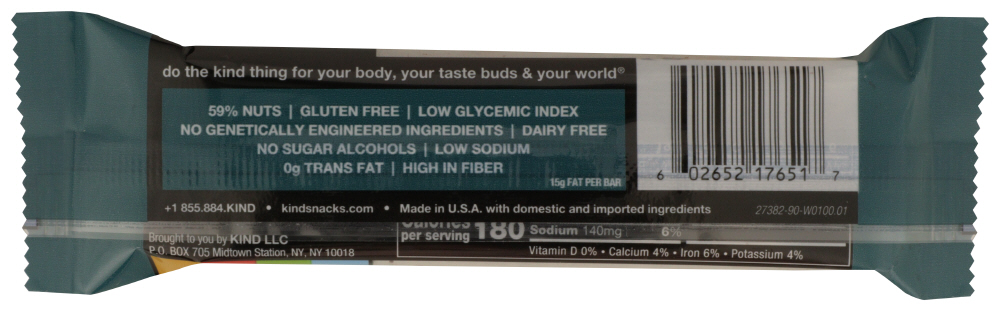 do the kind thing for your body, your taste buds & your world®
59% NUTS | GLUTEN FREE | LOW GLYCEMIC INDEX
NO GENETICALLY ENGINEERED INGREDIENTS | DAIRY FREE
NO SUGAR ALCOHOLS | LOW SODIUM
0g TRANS FAT | HIGH IN FIBER
15g FAT PER BAR
6 02652 17651 7
+1 855.884.KIND • kindsnacks.com • Made in U.S.A. with domestic and imported ingredients
27382-90-W0100.01
Brought to you by KIND LLC
P.O. BOX 705 Midtown Station, NY, NY 10018
Calories
per serving 180
Sodium 140mg 6%
Vitamin D 0% • Calcium 4% • Iron 6% • Potassium 4%